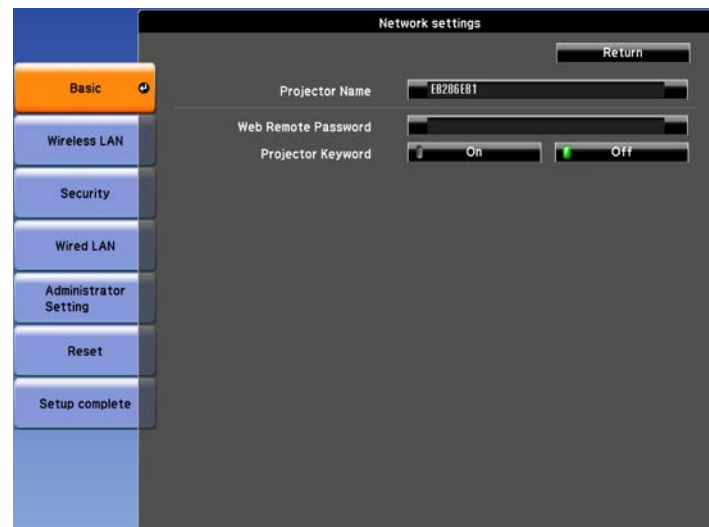 Network settings
Return
Basic
Projector Name
EB286EB1
Wireless LAN
Web Remote Password
Projector Keyword
On
Off
Security
Wired LAN
Administrator
Setting
Reset
Setup complete